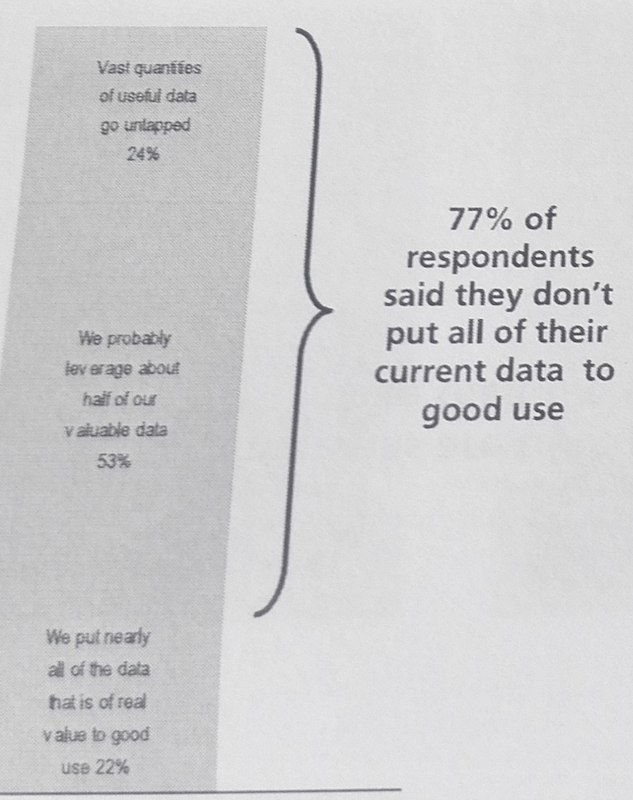 Vast quantities
of useful data
go untapped
24%
We probably
leverage about
half of our
valuable data
53%
We put nearly
all of the data
that is of real
value to good
use 22%
77% of
respondents
said they don't
put all of their
current data to
good use